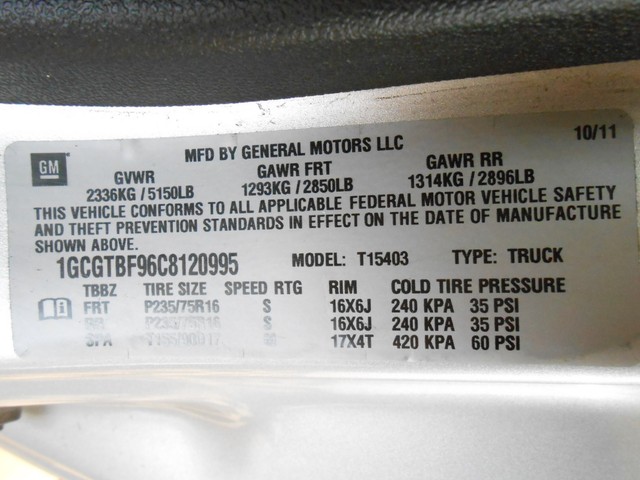 10/11
GM
MFD BY GENERAL MOTORS LLC
GVWR GAWR FRT GAWR RR
2336KG / 5150LB 1293KG / 2850LB 1314KG / 2896LB
THIS VEHICLE CONFORMS TO ALL APPLICABLE FEDERAL MOTOR VEHICLE SAFETY
AND THEFT PREVENTION STANDARDS IN EFFECT ON THE DATE OF MANUFACTURE
SHOWN ABOVE.
1GCGTBF96C8120995 MODEL: T15403 TYPE: TRUCK
TBBZ TIRE SIZE SPEED RTG RIM COLD TIRE PRESSURE
FRT P235/75R16 S 16X6J 240 KPA 35 PSI
P235/75R16 S 16X6J 240 KPA 35 PSI
SPA 17X4T 420 KPA 60 PSI